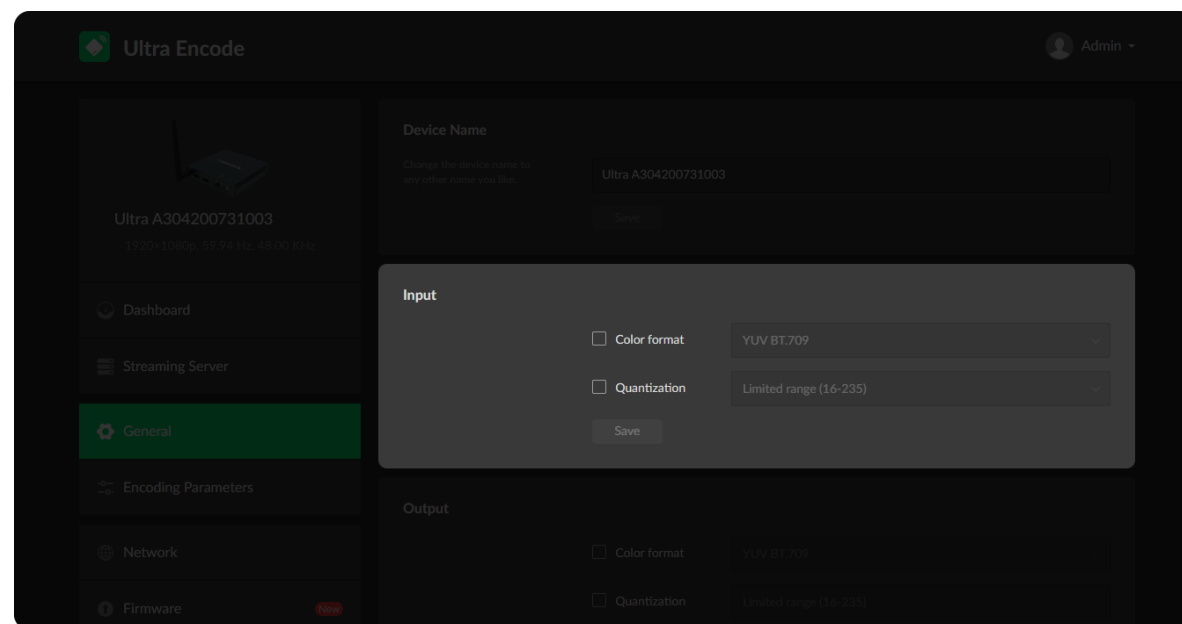 Ultra Encode
Admin
Ultra A304200731003
1920×1080p, 59.94 Hz, 48.00 KHz
Dashboard
Streaming Server
General
Encoding Parameters
Network
Firmware
New
Device Name
Change the device name to
any other name you like.
Ultra A304200731003
Save
Input
Color format
YUV BT.709
Quantization
Limited range (16-235)
Save
Output
Color format
YUV BT.709
Quantization
Limited range (16-235)